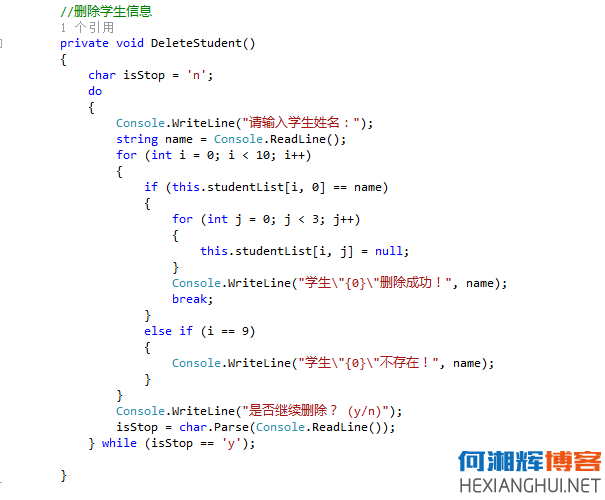 //删除学生信息
1 个引用
private void DeleteStudent()
{
char isStop = 'n';
do
{
Console.WriteLine("请输入学生姓名：");
string name = Console.ReadLine();
for (int i = 0; i < 10; i++)
{
if (this.studentList[i, 0] == name)
{
for (int j = 0; j < 3; j++)
{
this.studentList[i, j] = null;
}
Console.WriteLine("学生\"{0}\"删除成功！", name);
break;
}
else if (i == 9)
{
Console.WriteLine("学生\"{0}\"不存在！", name);
}
}
Console.WriteLine("是否继续删除？（y/n)");
isStop = char.Parse(Console.ReadLine());
} while (isStop == 'y');
}
何湘辉博客
HEXIANGHUI.NET